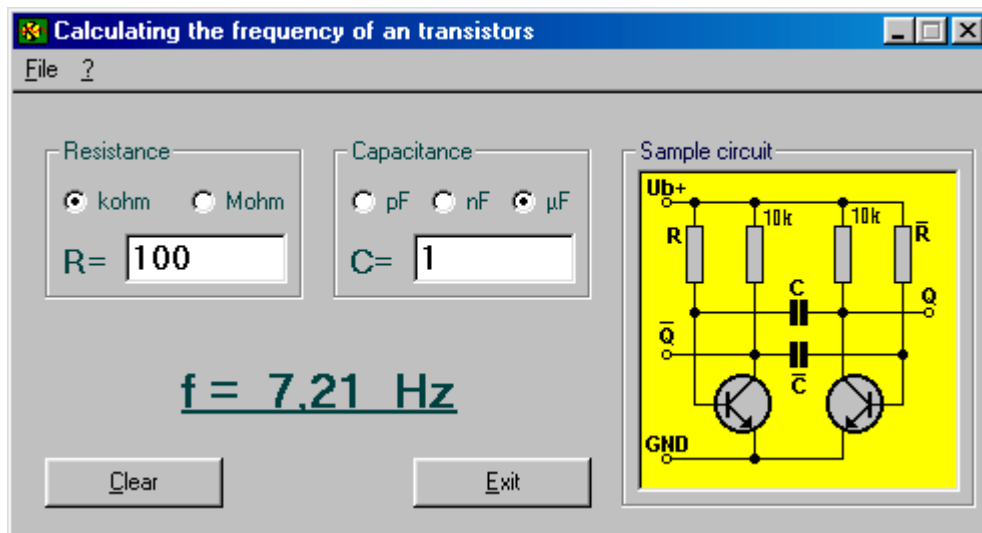 Calculating the frequency of an transistors
File ?
Resistance
kohm Mohm
R= 100
Capacitance
pF nF µF
C= 1
f = 7,21 Hz
Clear
Exit
Sample circuit
Ub+
R 10k 10k R̅
C
Q
Q̅
C̅
GND